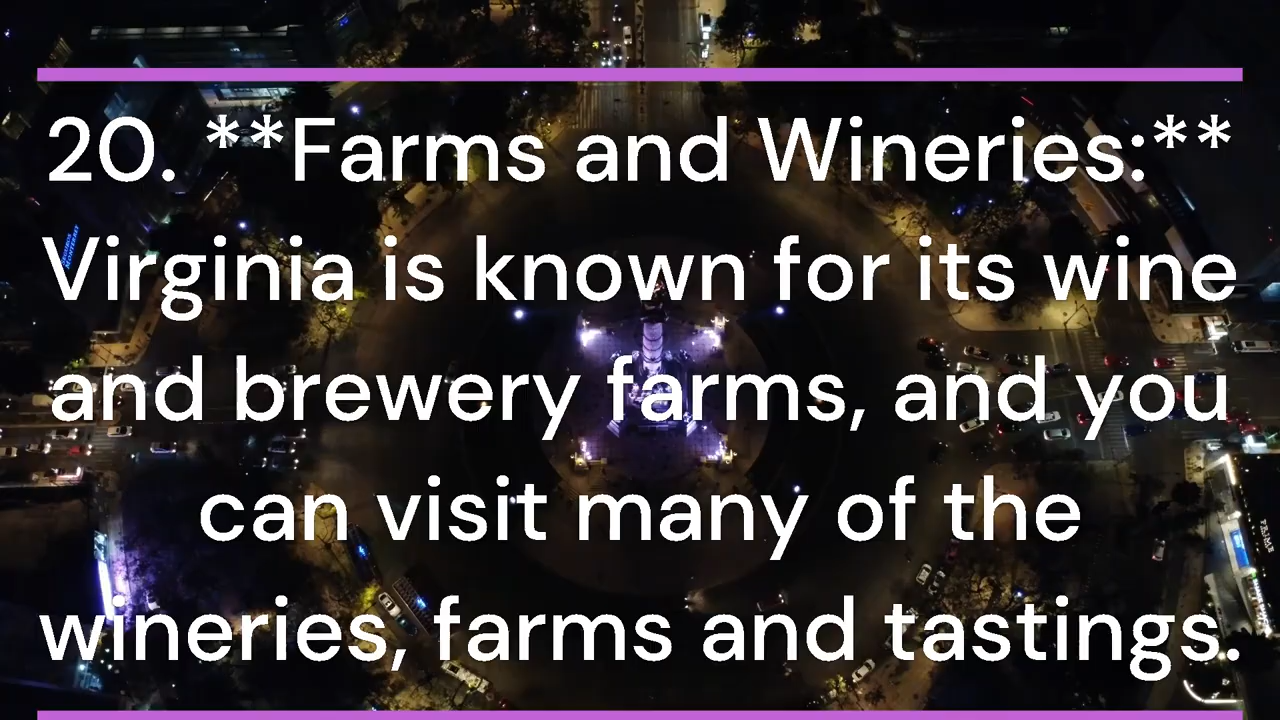 20. **Farms and Wineries:**
Virginia is known for its wine
and brewery farms, and you
can visit many of the
wineries, farms and tastings.